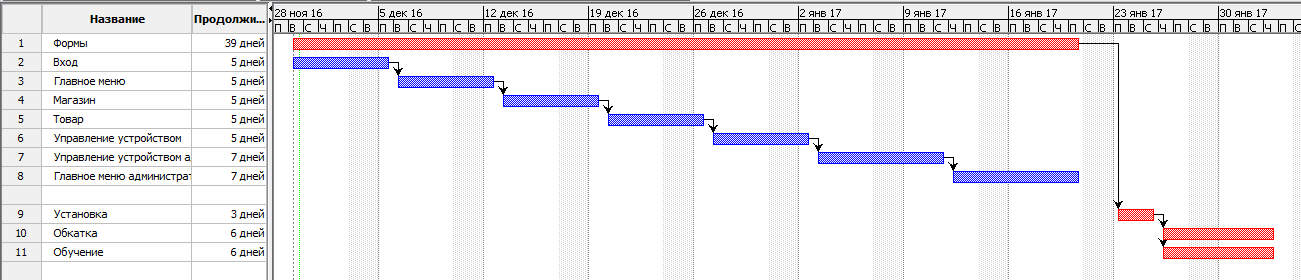 Название Продолжи...
28 ноя 16 5 дек 16 12 дек 16 19 дек 16 26 дек 16 2 янв 17 9 янв 17 16 янв 17 23 янв 17 30 янв 17
П В С Ч П С В П В С Ч П С В П В С Ч П С В П В С Ч П С В П В С Ч П С В П В С Ч П С В П В С Ч П С В П В С Ч П С В П В С Ч П С В П В С Ч П
1 Формы 39 дней
2 Вход 5 дней
3 Главное меню 5 дней
4 Магазин 5 дней
5 Товар 5 дней
6 Управление устройством 5 дней
7 Управление устройством а 7 дней
8 Главное меню администрат 7 дней
9 Установка 3 дней
10 Обкатка 6 дней
11 Обучение 6 дней